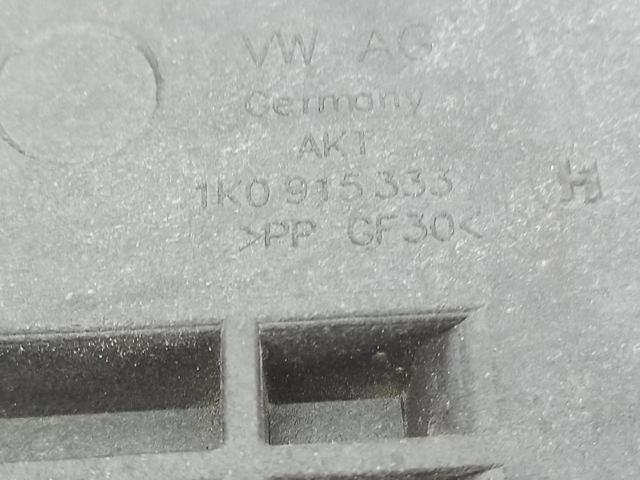 VW AG
Germany
AKT
1K0 915 333 H
>PP GF30<